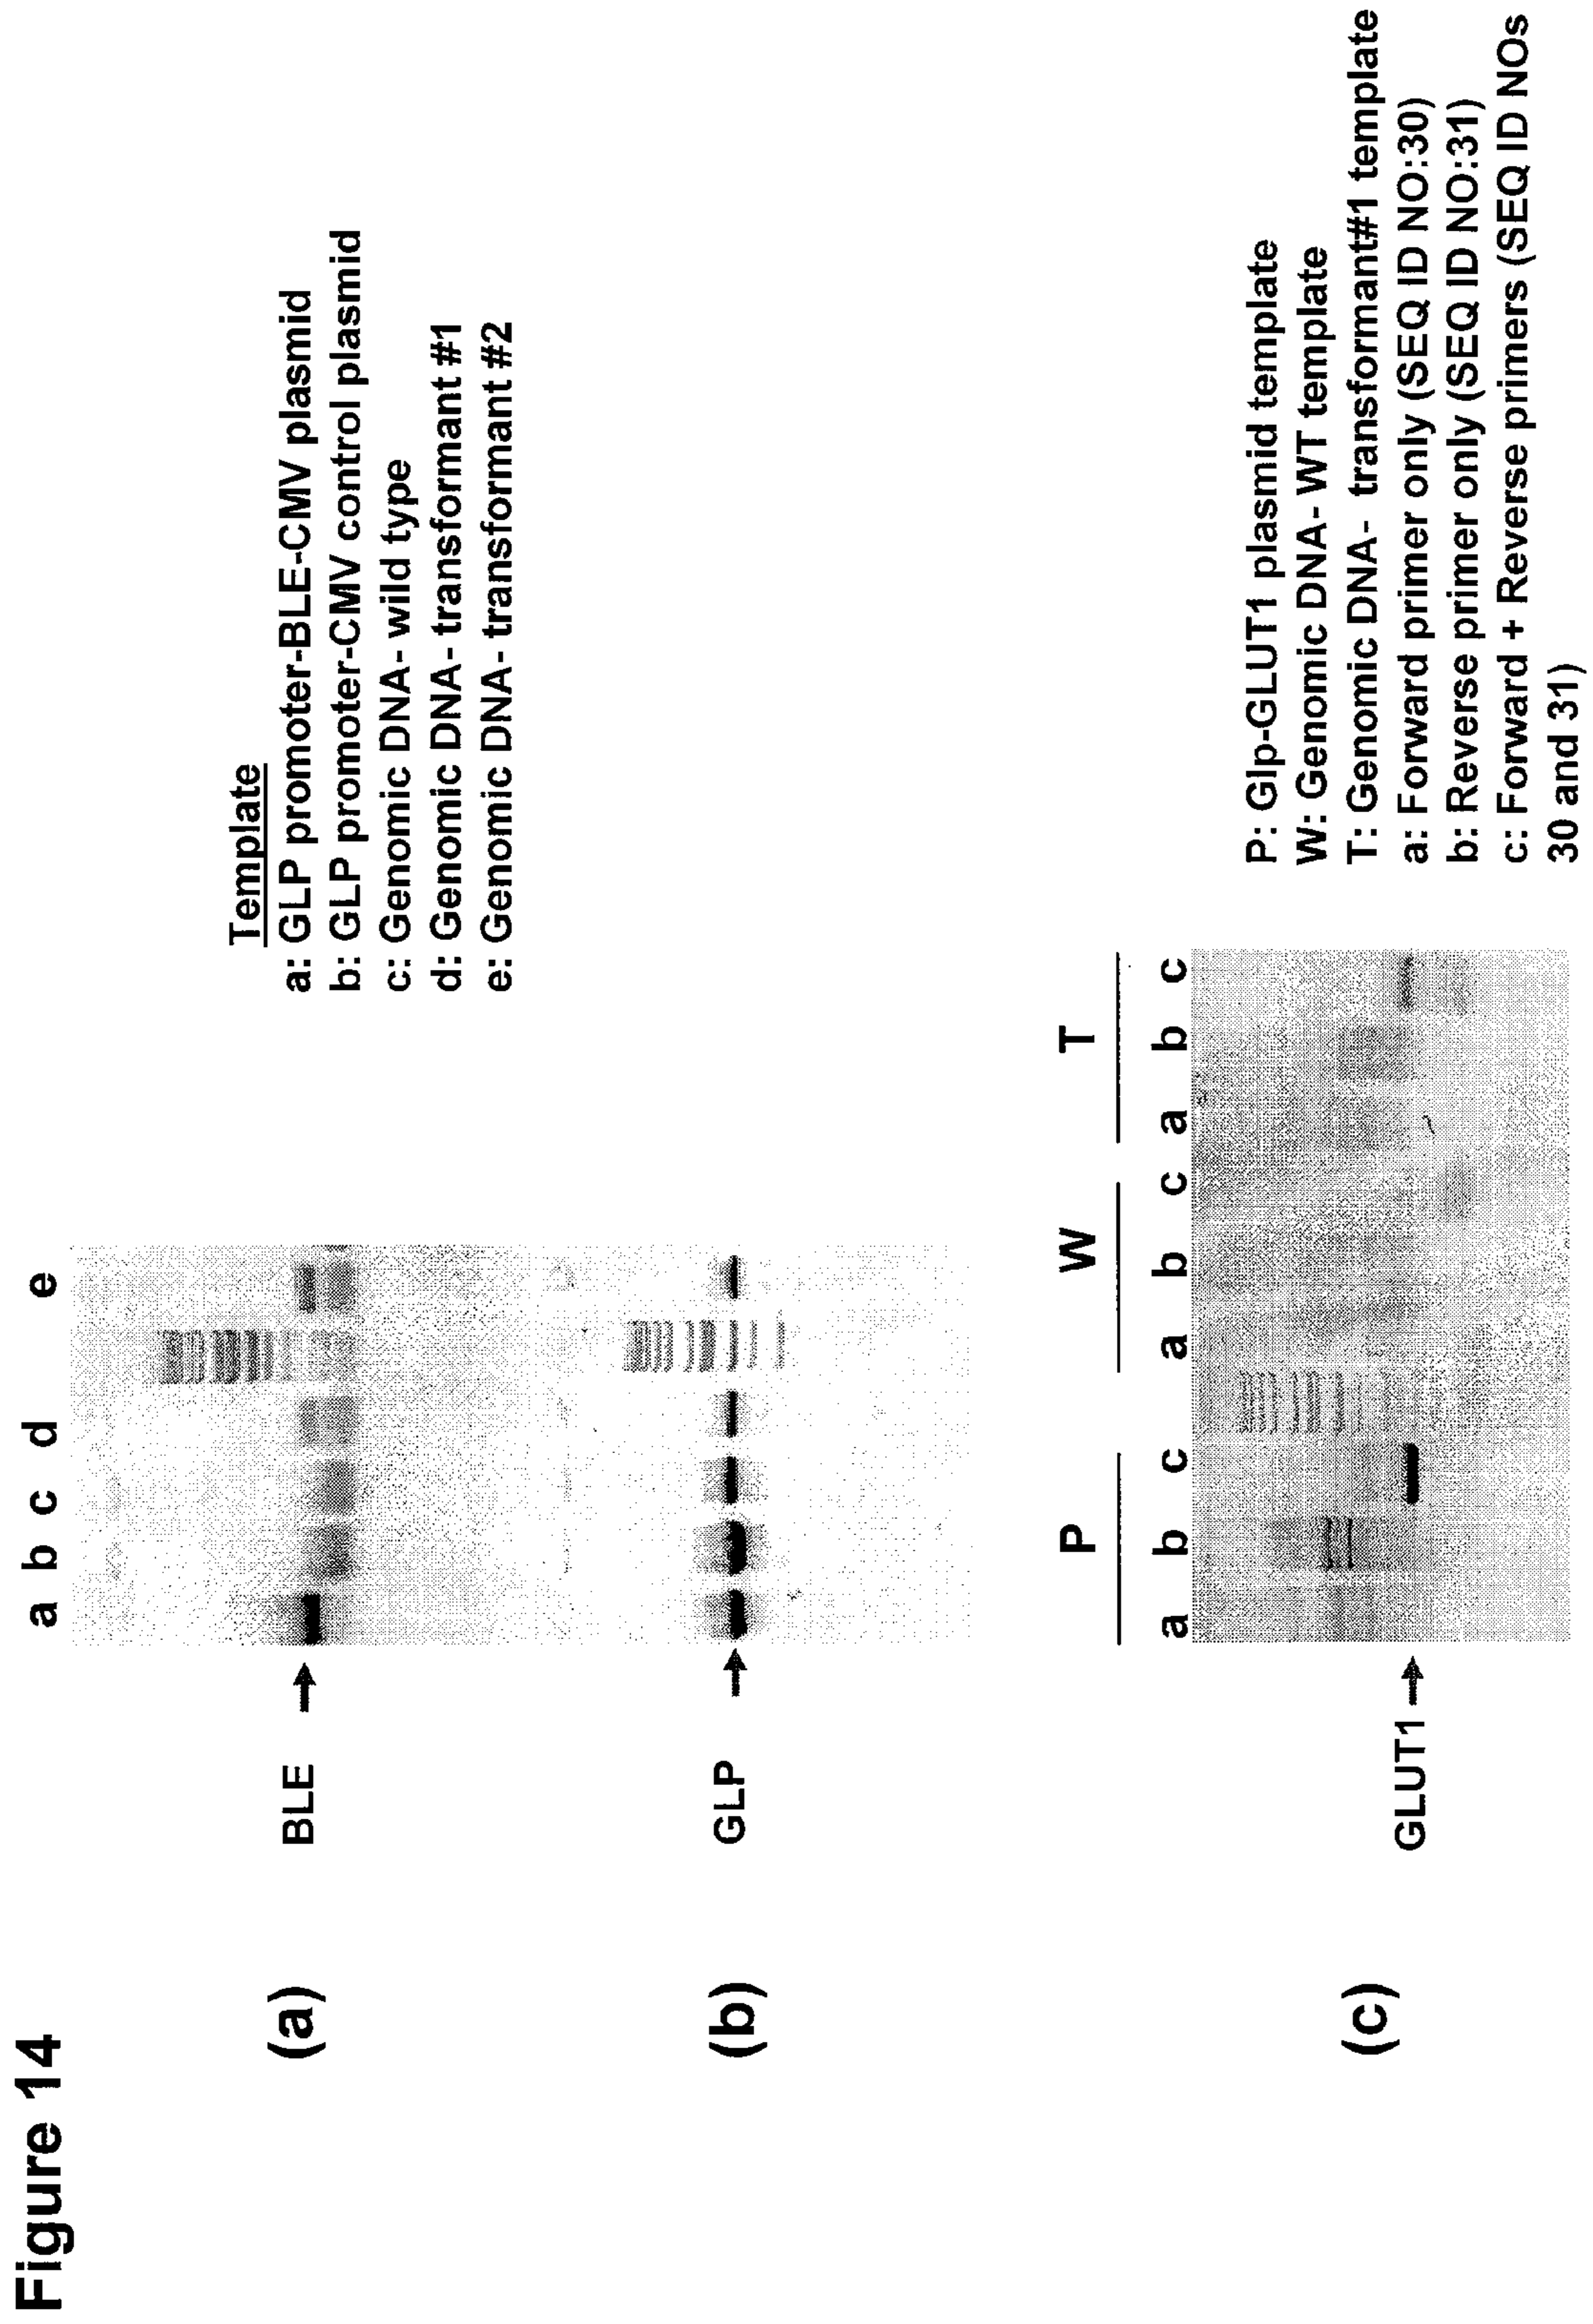 Figure 14
(a)
BLE
a b c d e
Template
a: GLP promoter-BLE-CMV plasmid
b: GLP promoter-CMV control plasmid
c: Genomic DNA- wild type
d: Genomic DNA- transformant #1
e: Genomic DNA- transformant #2
(b)
GLP
(c)
GLUT1
P W T
a b c a b c a b c
P: Glp-GLUT1 plasmid template
W: Genomic DNA- WT template
T: Genomic DNA- transformant#1 template
a: Forward primer only (SEQ ID NO:30)
b: Reverse primer only (SEQ ID NO:31)
c: Forward + Reverse primers (SEQ ID NOs
30 and 31)